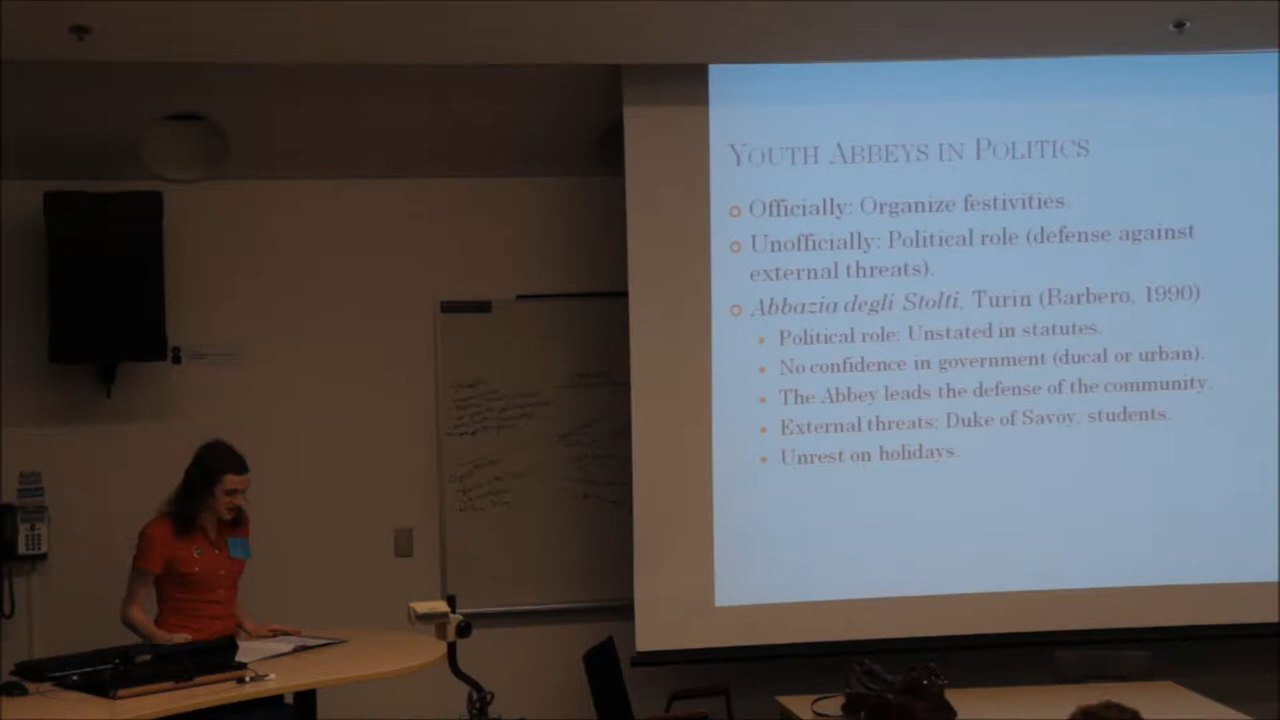 YOUTH ABBEYS IN POLITICS
Officially: Organize festivities.
Unofficially: Political role (defense against
external threats).
Abbazia degli Stolti, Turin (Barbero, 1990)
Political role: Unstated in statutes.
No confidence in government (ducal or urban).
The Abbey leads the defense of the community.
External threats: Duke of Savoy, students.
Unrest on holidays.